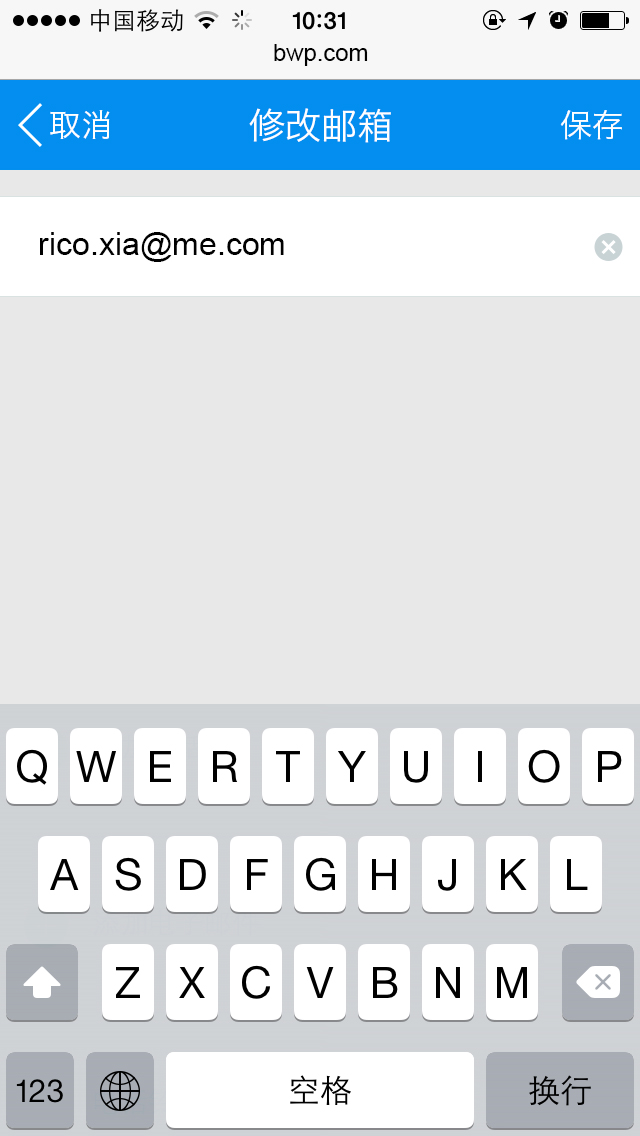 中国移动 10:31
bwp.com
取消 修改邮箱 保存
rico.xia@me.com
Q W E R T Y U I O P
A S D F G H J K L
Z X C V B N M
123 空格 换行